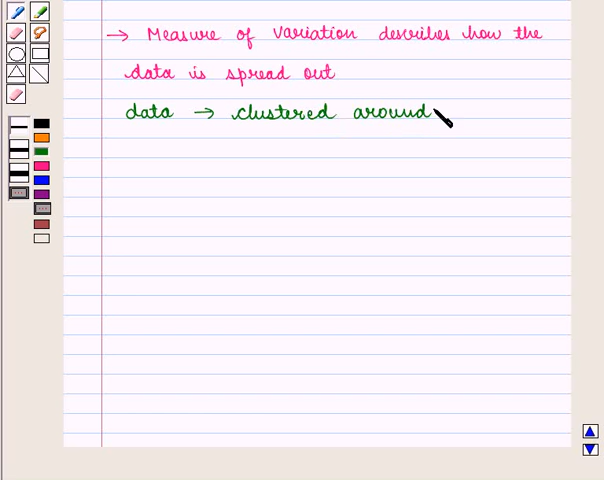 → Measure of variation describes how the
data is spread out
data → clustered around